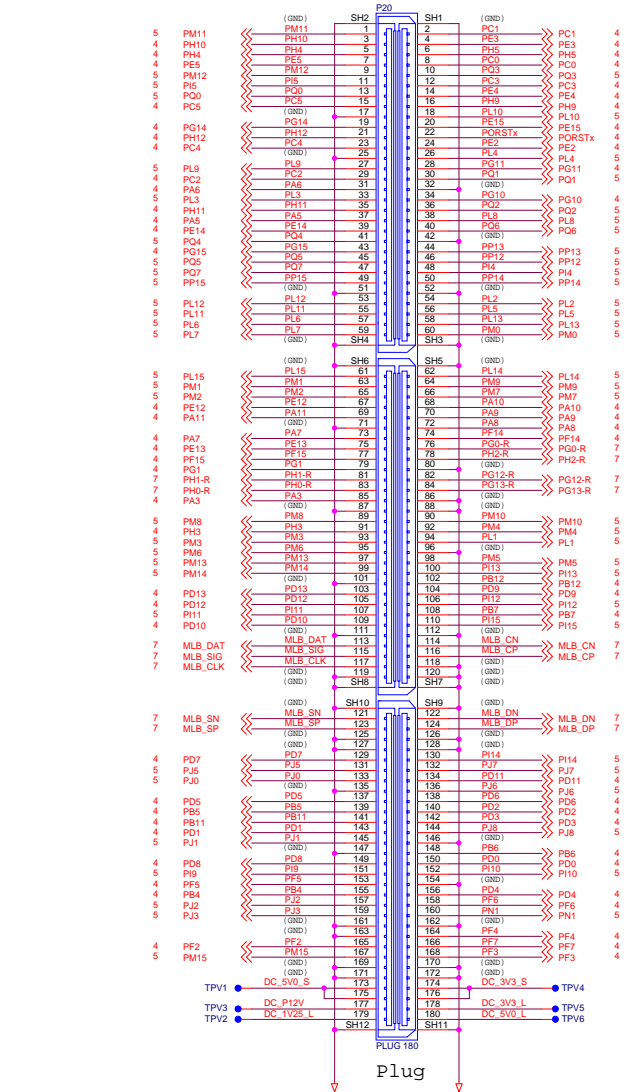 P20
(GND) SH2 SH1 (GND)
5 PM11 PM11 1 2 PC1 PC1 4
4 PH10 PH10 3 4 PE3 PE3 4
4 PH4 PH4 5 6 PH5 PH5 4
4 PE5 PE5 7 8 PC0 PC0 4
5 PM12 PM12 9 10 PQ3 PQ3 5
5 PI5 PI5 11 12 PC3 PC3 4
5 PQ0 PQ0 13 14 PE4 PE4 4
4 PC5 PC5 15 16 PH9 PH9 4
(GND) 17 18 PL10 PL10 5
4 PG14 PG14 19 20 PE15 PE15 4
4 PH12 PH12 21 22 PORSTx PORSTx 4
4 PC4 PC4 23 24 PE2 PE2 4
(GND) 25 26 PL4 PL4 5
5 PL9 PL9 27 28 PG11 PG11 4
4 PC2 PC2 29 30 PQ1 PQ1 5
4 PA6 PA6 31 32 (GND)
5 PL3 PL3 33 34 PG10 PG10 4
4 PH11 PH11 35 36 PQ2 PQ2 5
4 PA5 PA5 37 38 PL8 PL8 5
4 PE14 PE14 39 40 PQ6 PQ6 5
5 PQ4 PQ4 41 42 (GND)
4 PG15 PG15 43 44 PP13 PP13 5
5 PQ5 PQ5 45 46 PP12 PP12 5
5 PQ7 PQ7 47 48 PI4 PI4 5
5 PP15 PP15 49 50 PP14 PP14 5
(GND) 51 52 (GND)
5 PL12 PL12 53 54 PL2 PL2 5
5 PL11 PL11 55 56 PL5 PL5 5
5 PL6 PL6 57 58 PL13 PL13 5
5 PL7 PL7 59 60 PM0 PM0 5
(GND) SH4 SH3 (GND)
(GND) SH6 SH5 (GND)
5 PL15 PL15 61 62 PL14 PL14 5
5 PM1 PM1 63 64 PM9 PM9 5
5 PM2 PM2 65 66 PM7 PM7 5
4 PE12 PE12 67 68 PA10 PA10 4
4 PA11 PA11 69 70 PA9 PA9 4
(GND) 71 72 PA8 PA8 4
4 PA7 PA7 73 74 PF14 PF14 4
4 PE13 PE13 75 76 PG0-R PG0-R 7
4 PF15 PF15 77 78 PH2-R PH2-R 7
4 PG1 PG1 79 80 (GND)
7 PH1-R PH1-R 81 82 PG12-R PG12-R 7
7 PH0-R PH0-R 83 84 PG13-R PG13-R 7
4 PA3 PA3 85 86 (GND)
(GND) 87 88 (GND)
5 PM8 PM8 89 90 PM10 PM10 5
4 PH3 PH3 91 92 PM4 PM4 5
5 PM3 PM3 93 94 PL1 PL1 5
5 PM6 PM6 95 96 (GND)
5 PM13 PM13 97 98 PM5 PM5 5
5 PM14 PM14 99 100 PI13 PI13 5
(GND) 101 102 PB12 PB12 4
4 PD13 PD13 103 104 PD9 PD9 4
4 PD12 PD12 105 106 PI12 PI12 5
5 PI11 PI11 107 108 PB7 PB7 4
4 PD10 PD10 109 110 PI15 PI15 5
(GND) 111 112 (GND)
7 MLB_DAT MLB_DAT 113 114 MLB_CN MLB_CN 7
7 MLB_SIG MLB_SIG 115 116 MLB_CP MLB_CP 7
7 MLB_CLK MLB_CLK 117 118 (GND)
(GND) 119 120 (GND)
(GND) SH8 SH7 (GND)
(GND) SH10 SH9 (GND)
7 MLB_SN MLB_SN 121 122 MLB_DN MLB_DN 7
7 MLB_SP MLB_SP 123 124 MLB_DP MLB_DP 7
(GND) 125 126 (GND)
(GND) 127 128 (GND)
4 PD7 PD7 129 130 PI14 PI14 5
5 PJ5 PJ5 131 132 PJ7 PJ7 5
5 PJ0 PJ0 133 134 PD11 PD11 4
(GND) 135 136 PJ6 PJ6 5
4 PD5 PD5 137 138 PD6 PD6 4
4 PB5 PB5 139 140 PD2 PD2 4
4 PB11 PB11 141 142 PD3 PD3 4
4 PD1 PD1 143 144 PJ8 PJ8 5
5 PJ1 PJ1 145 146 (GND)
(GND) 147 148 PB6 PB6 4
4 PD8 PD8 149 150 PD0 PD0 4
5 PI9 PI9 151 152 PI10 PI10 5
4 PF5 PF5 153 154 (GND)
4 PB4 PB4 155 156 PD4 PD4 4
5 PJ2 PJ2 157 158 PF6 PF6 4
5 PJ3 PJ3 159 160 PN1 PN1 5
(GND) 161 162 (GND)
(GND) 163 164 PF4 PF4 4
4 PF2 PF2 165 166 PF7 PF7 4
5 PM15 PM15 167 168 PF3 PF3 4
(GND) 169 170 (GND)
(GND) 171 172 (GND)
TPV1 DC_5V0_S 173 174 DC_3V3_S TPV4
175 176
TPV3 DC_P12V 177 178 DC_3V3_L TPV5
TPV2 DC_1V25_L 179 180 DC_5V0_L TPV6
SH12 SH11
PLUG 180
Plug